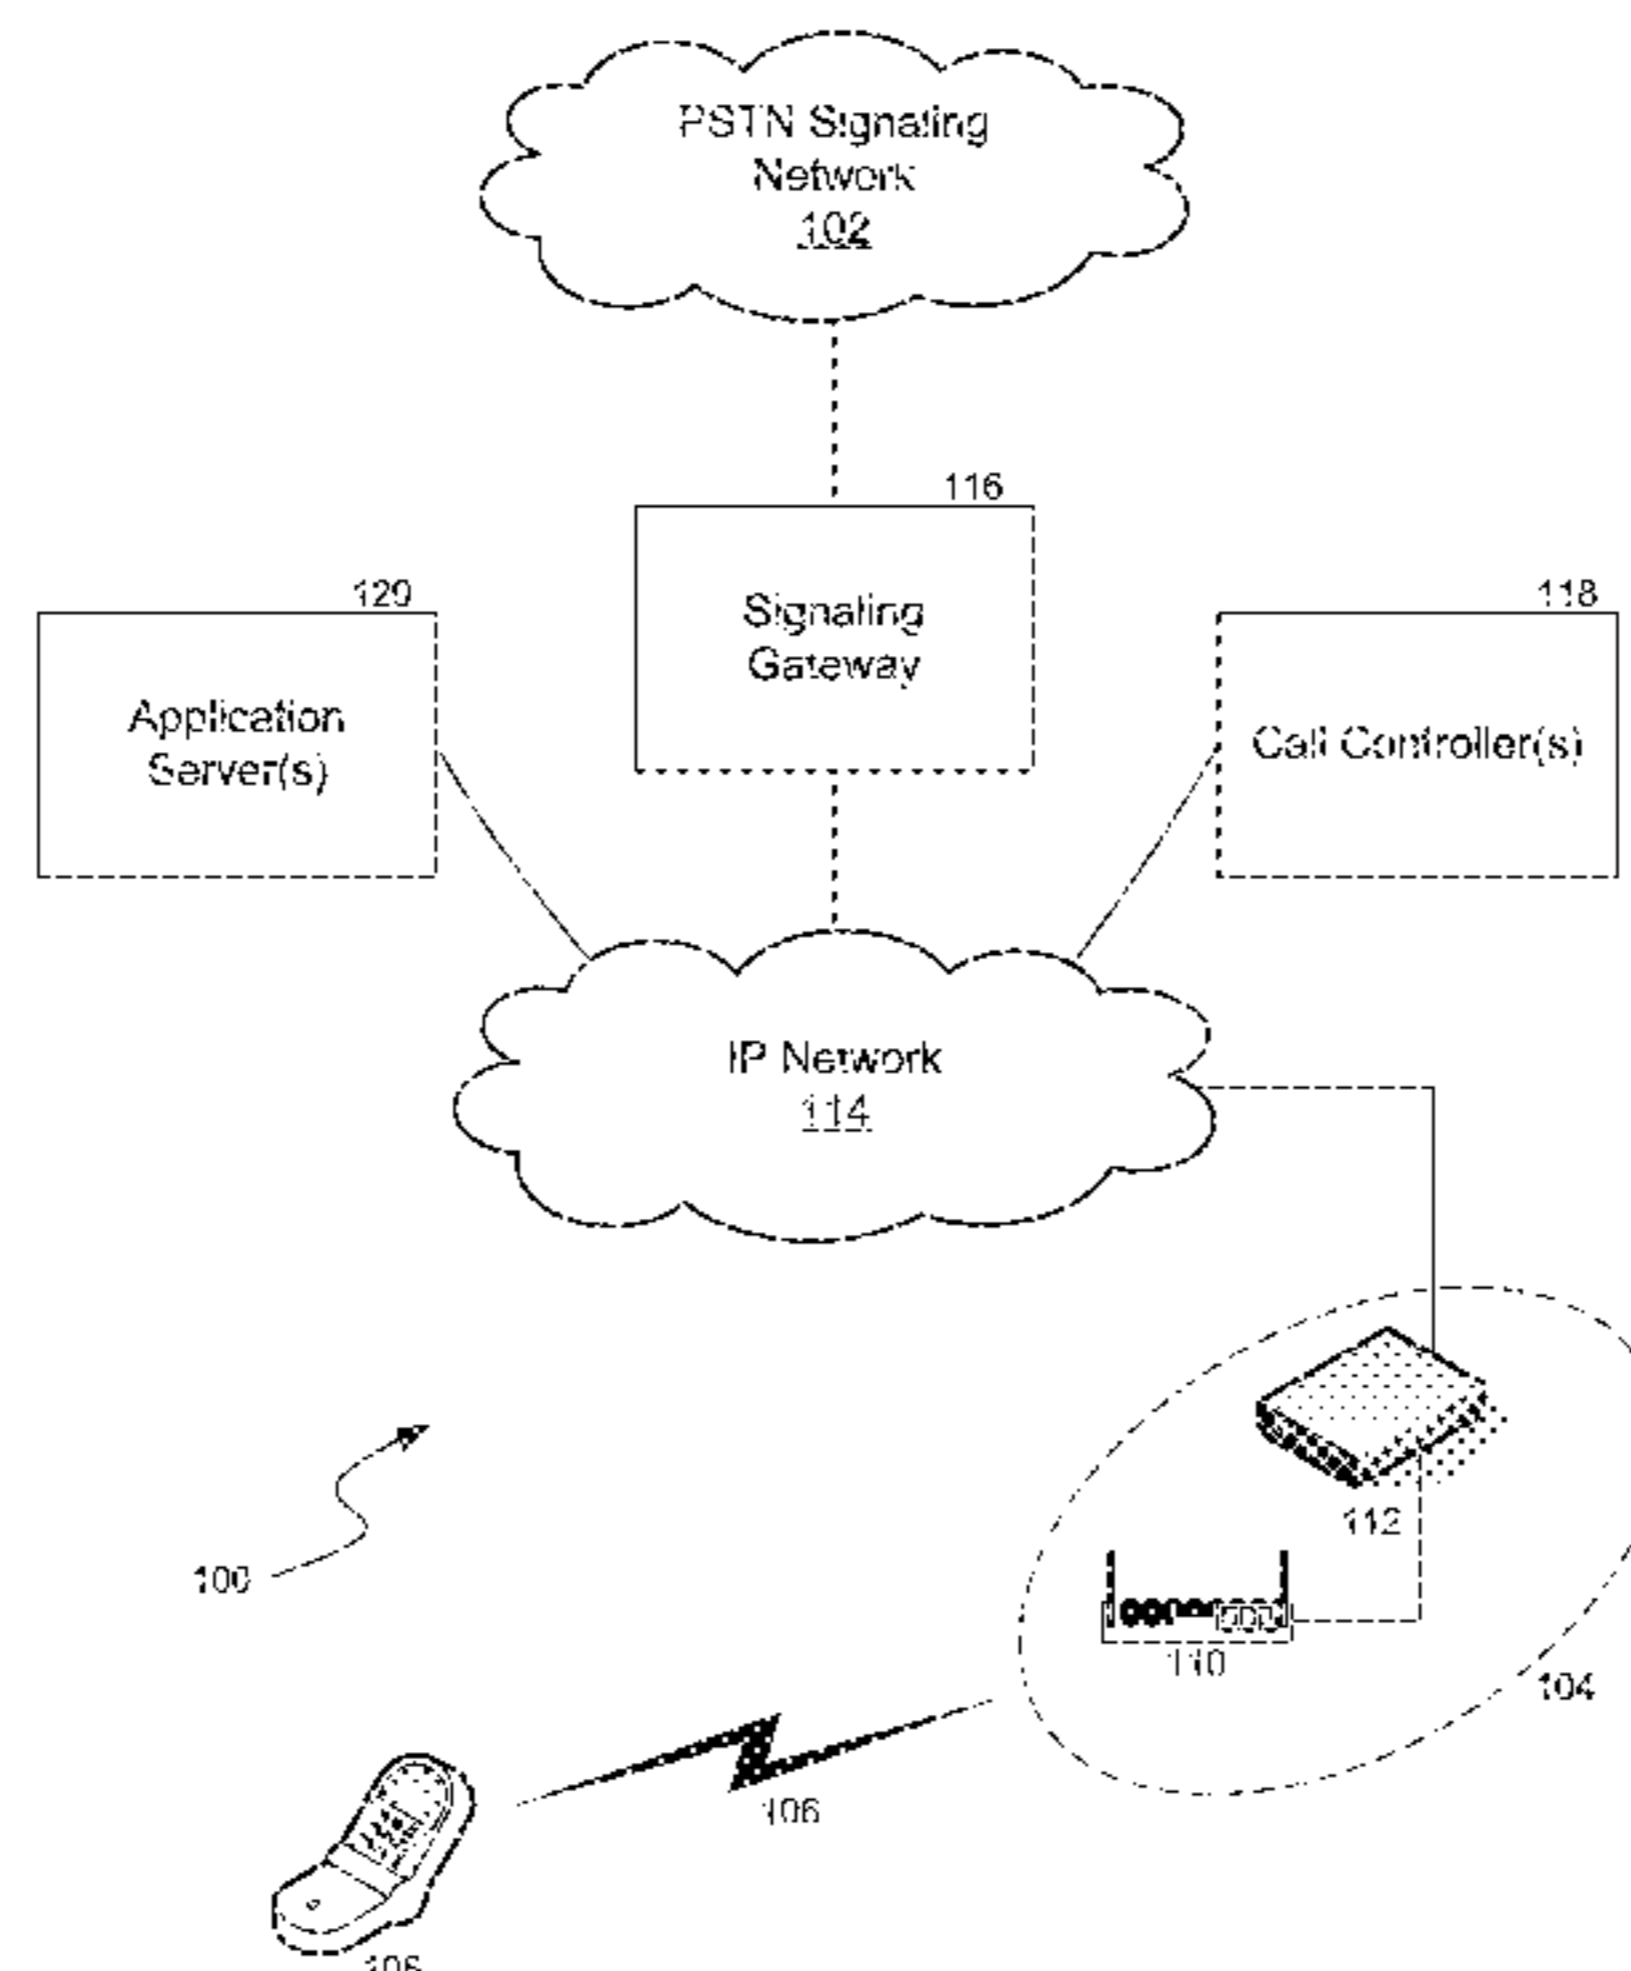 PSTN Signaling
Network
102
116
Signaling
Gateway
120
Application
Server(s)
118
Call Controller(s)
IP Network
114
112
100
110
104
106